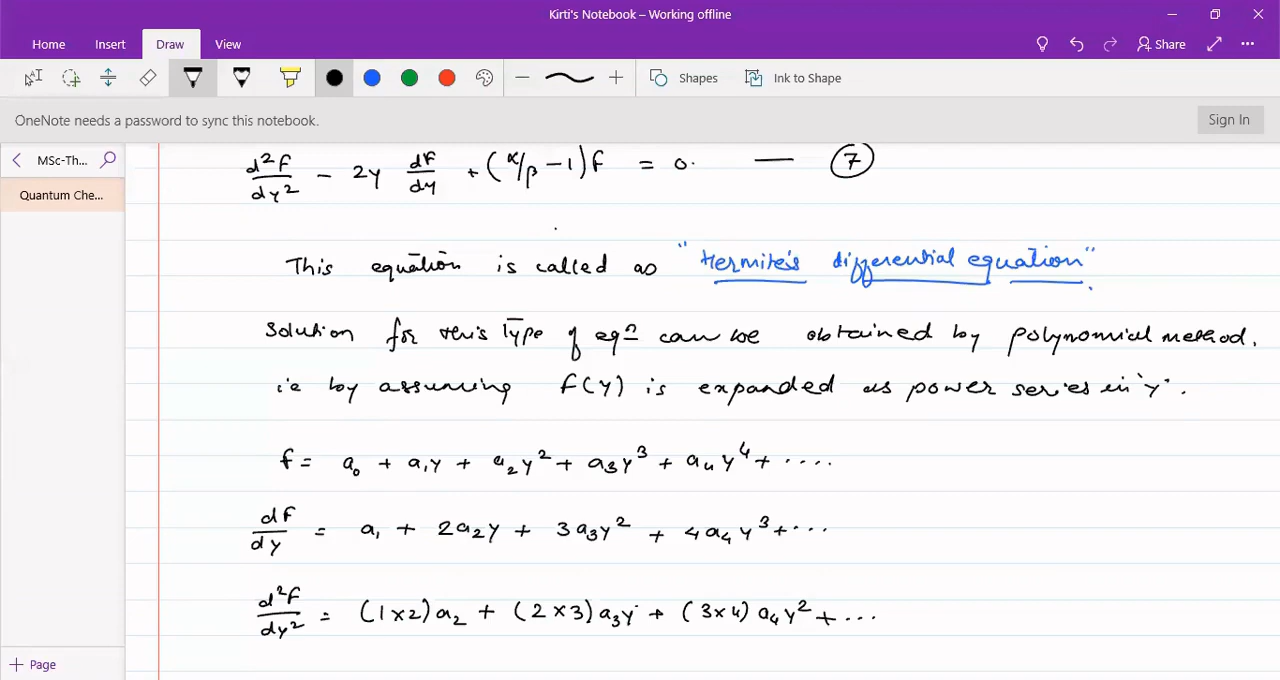 Kirti's Notebook – Working offline
Home Insert Draw View Share
Shapes Ink to Shape
OneNote needs a password to sync this notebook. Sign In
MSc-Th...
Quantum Che...
d²F/dy² - 2y dF/dy + (α/β - 1)f = 0. — ⑦
This equation is called as "Hermite's differential equation".
Solution for this Type of eqn can be obtained by polynomial method.
ie by assuming F(Y) is expanded as power series in 'y'.
f = a₀ + a₁y + a₂y² + a₃y³ + a₄y⁴ + ....
dF/dy = a₁ + 2a₂y + 3a₃y² + 4a₄y³ + ...
d²F/dy² = (1×2)a₂ + (2×3)a₃y + (3×4)a₄y² + ...
+ Page